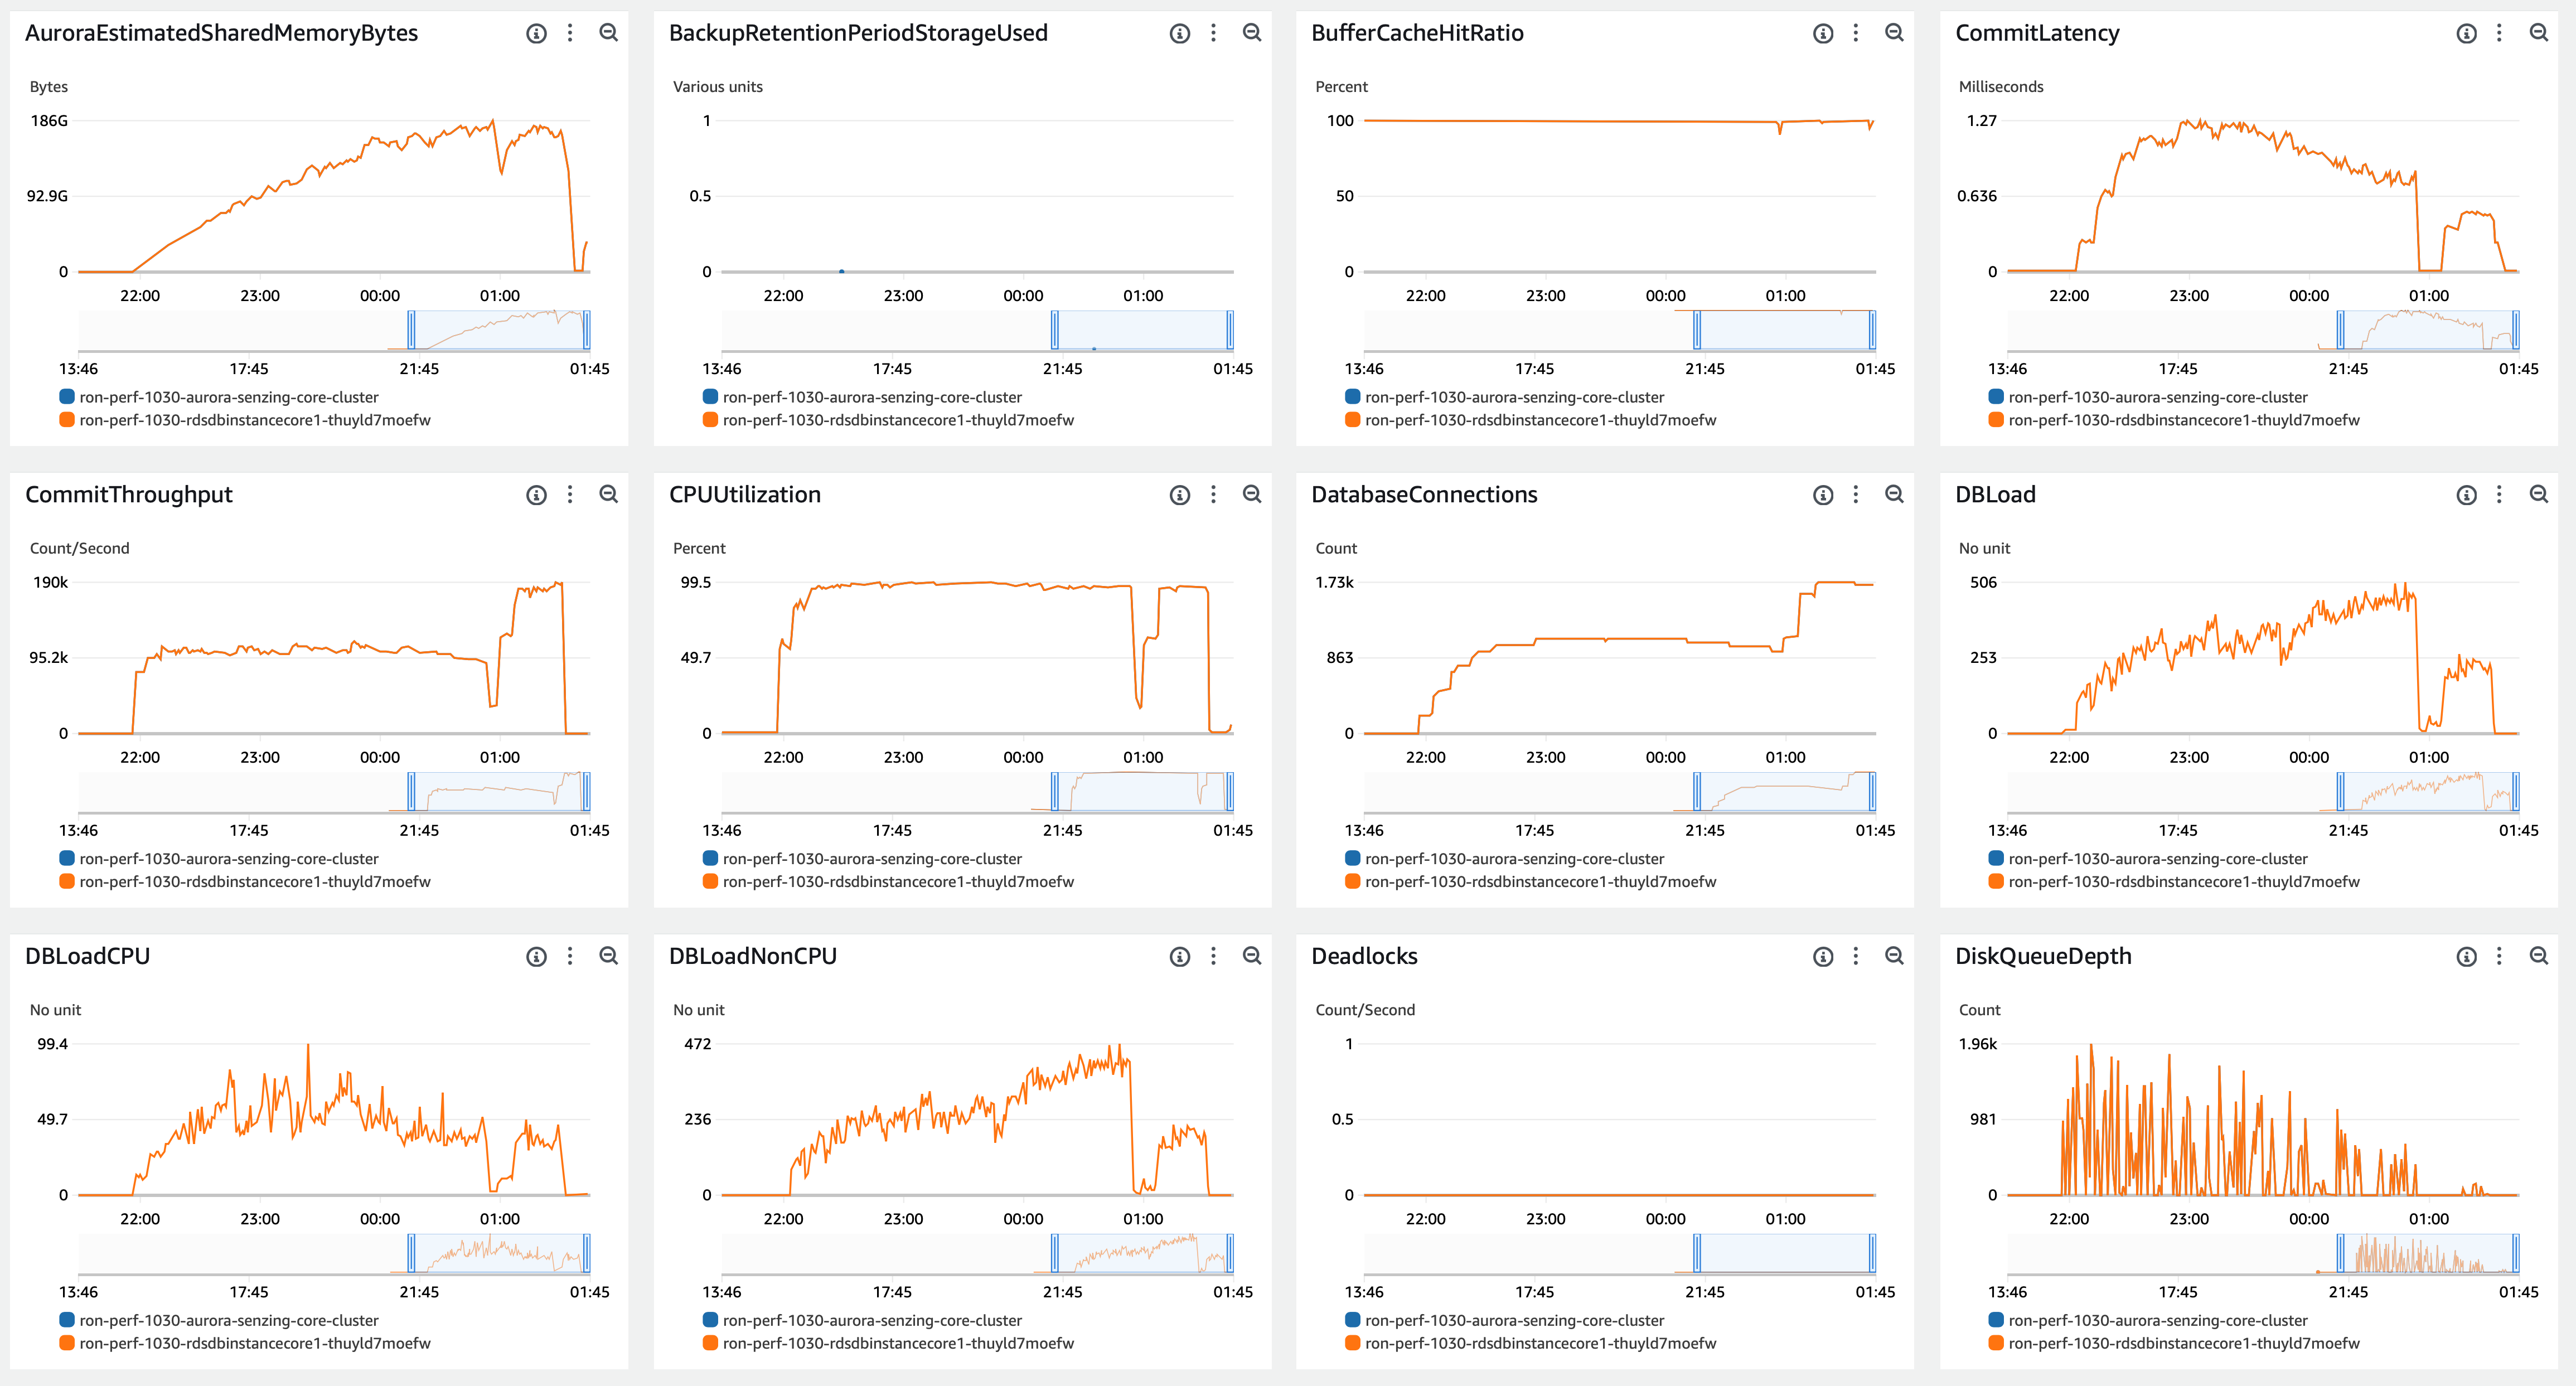 AuroraEstimatedSharedMemoryBytes
Bytes
186G
92.9G
0
22:00 23:00 00:00 01:00
13:46 17:45 21:45 01:45
ron-perf-1030-aurora-senzing-core-cluster
ron-perf-1030-rdsdbinstancecore1-thuyld7moefw
BackupRetentionPeriodStorageUsed
Various units
1
0.5
0
22:00 23:00 00:00 01:00
13:46 17:45 21:45 01:45
ron-perf-1030-aurora-senzing-core-cluster
ron-perf-1030-rdsdbinstancecore1-thuyld7moefw
BufferCacheHitRatio
Percent
100
50
0
22:00 23:00 00:00 01:00
13:46 17:45 21:45 01:45
ron-perf-1030-aurora-senzing-core-cluster
ron-perf-1030-rdsdbinstancecore1-thuyld7moefw
CommitLatency
Milliseconds
1.27
0.636
0
22:00 23:00 00:00 01:00
13:46 17:45 21:45 01:45
ron-perf-1030-aurora-senzing-core-cluster
ron-perf-1030-rdsdbinstancecore1-thuyld7moefw
CommitThroughput
Count/Second
190k
95.2k
0
22:00 23:00 00:00 01:00
13:46 17:45 21:45 01:45
ron-perf-1030-aurora-senzing-core-cluster
ron-perf-1030-rdsdbinstancecore1-thuyld7moefw
CPUUtilization
Percent
99.5
49.7
0
22:00 23:00 00:00 01:00
13:46 17:45 21:45 01:45
ron-perf-1030-aurora-senzing-core-cluster
ron-perf-1030-rdsdbinstancecore1-thuyld7moefw
DatabaseConnections
Count
1.73k
863
0
22:00 23:00 00:00 01:00
13:46 17:45 21:45 01:45
ron-perf-1030-aurora-senzing-core-cluster
ron-perf-1030-rdsdbinstancecore1-thuyld7moefw
DBLoad
No unit
506
253
0
22:00 23:00 00:00 01:00
13:46 17:45 21:45 01:45
ron-perf-1030-aurora-senzing-core-cluster
ron-perf-1030-rdsdbinstancecore1-thuyld7moefw
DBLoadCPU
No unit
99.4
49.7
0
22:00 23:00 00:00 01:00
13:46 17:45 21:45 01:45
ron-perf-1030-aurora-senzing-core-cluster
ron-perf-1030-rdsdbinstancecore1-thuyld7moefw
DBLoadNonCPU
No unit
472
236
0
22:00 23:00 00:00 01:00
13:46 17:45 21:45 01:45
ron-perf-1030-aurora-senzing-core-cluster
ron-perf-1030-rdsdbinstancecore1-thuyld7moefw
Deadlocks
Count/Second
1
0.5
0
22:00 23:00 00:00 01:00
13:46 17:45 21:45 01:45
ron-perf-1030-aurora-senzing-core-cluster
ron-perf-1030-rdsdbinstancecore1-thuyld7moefw
DiskQueueDepth
Count
1.96k
981
0
22:00 23:00 00:00 01:00
13:46 17:45 21:45 01:45
ron-perf-1030-aurora-senzing-core-cluster
ron-perf-1030-rdsdbinstancecore1-thuyld7moefw